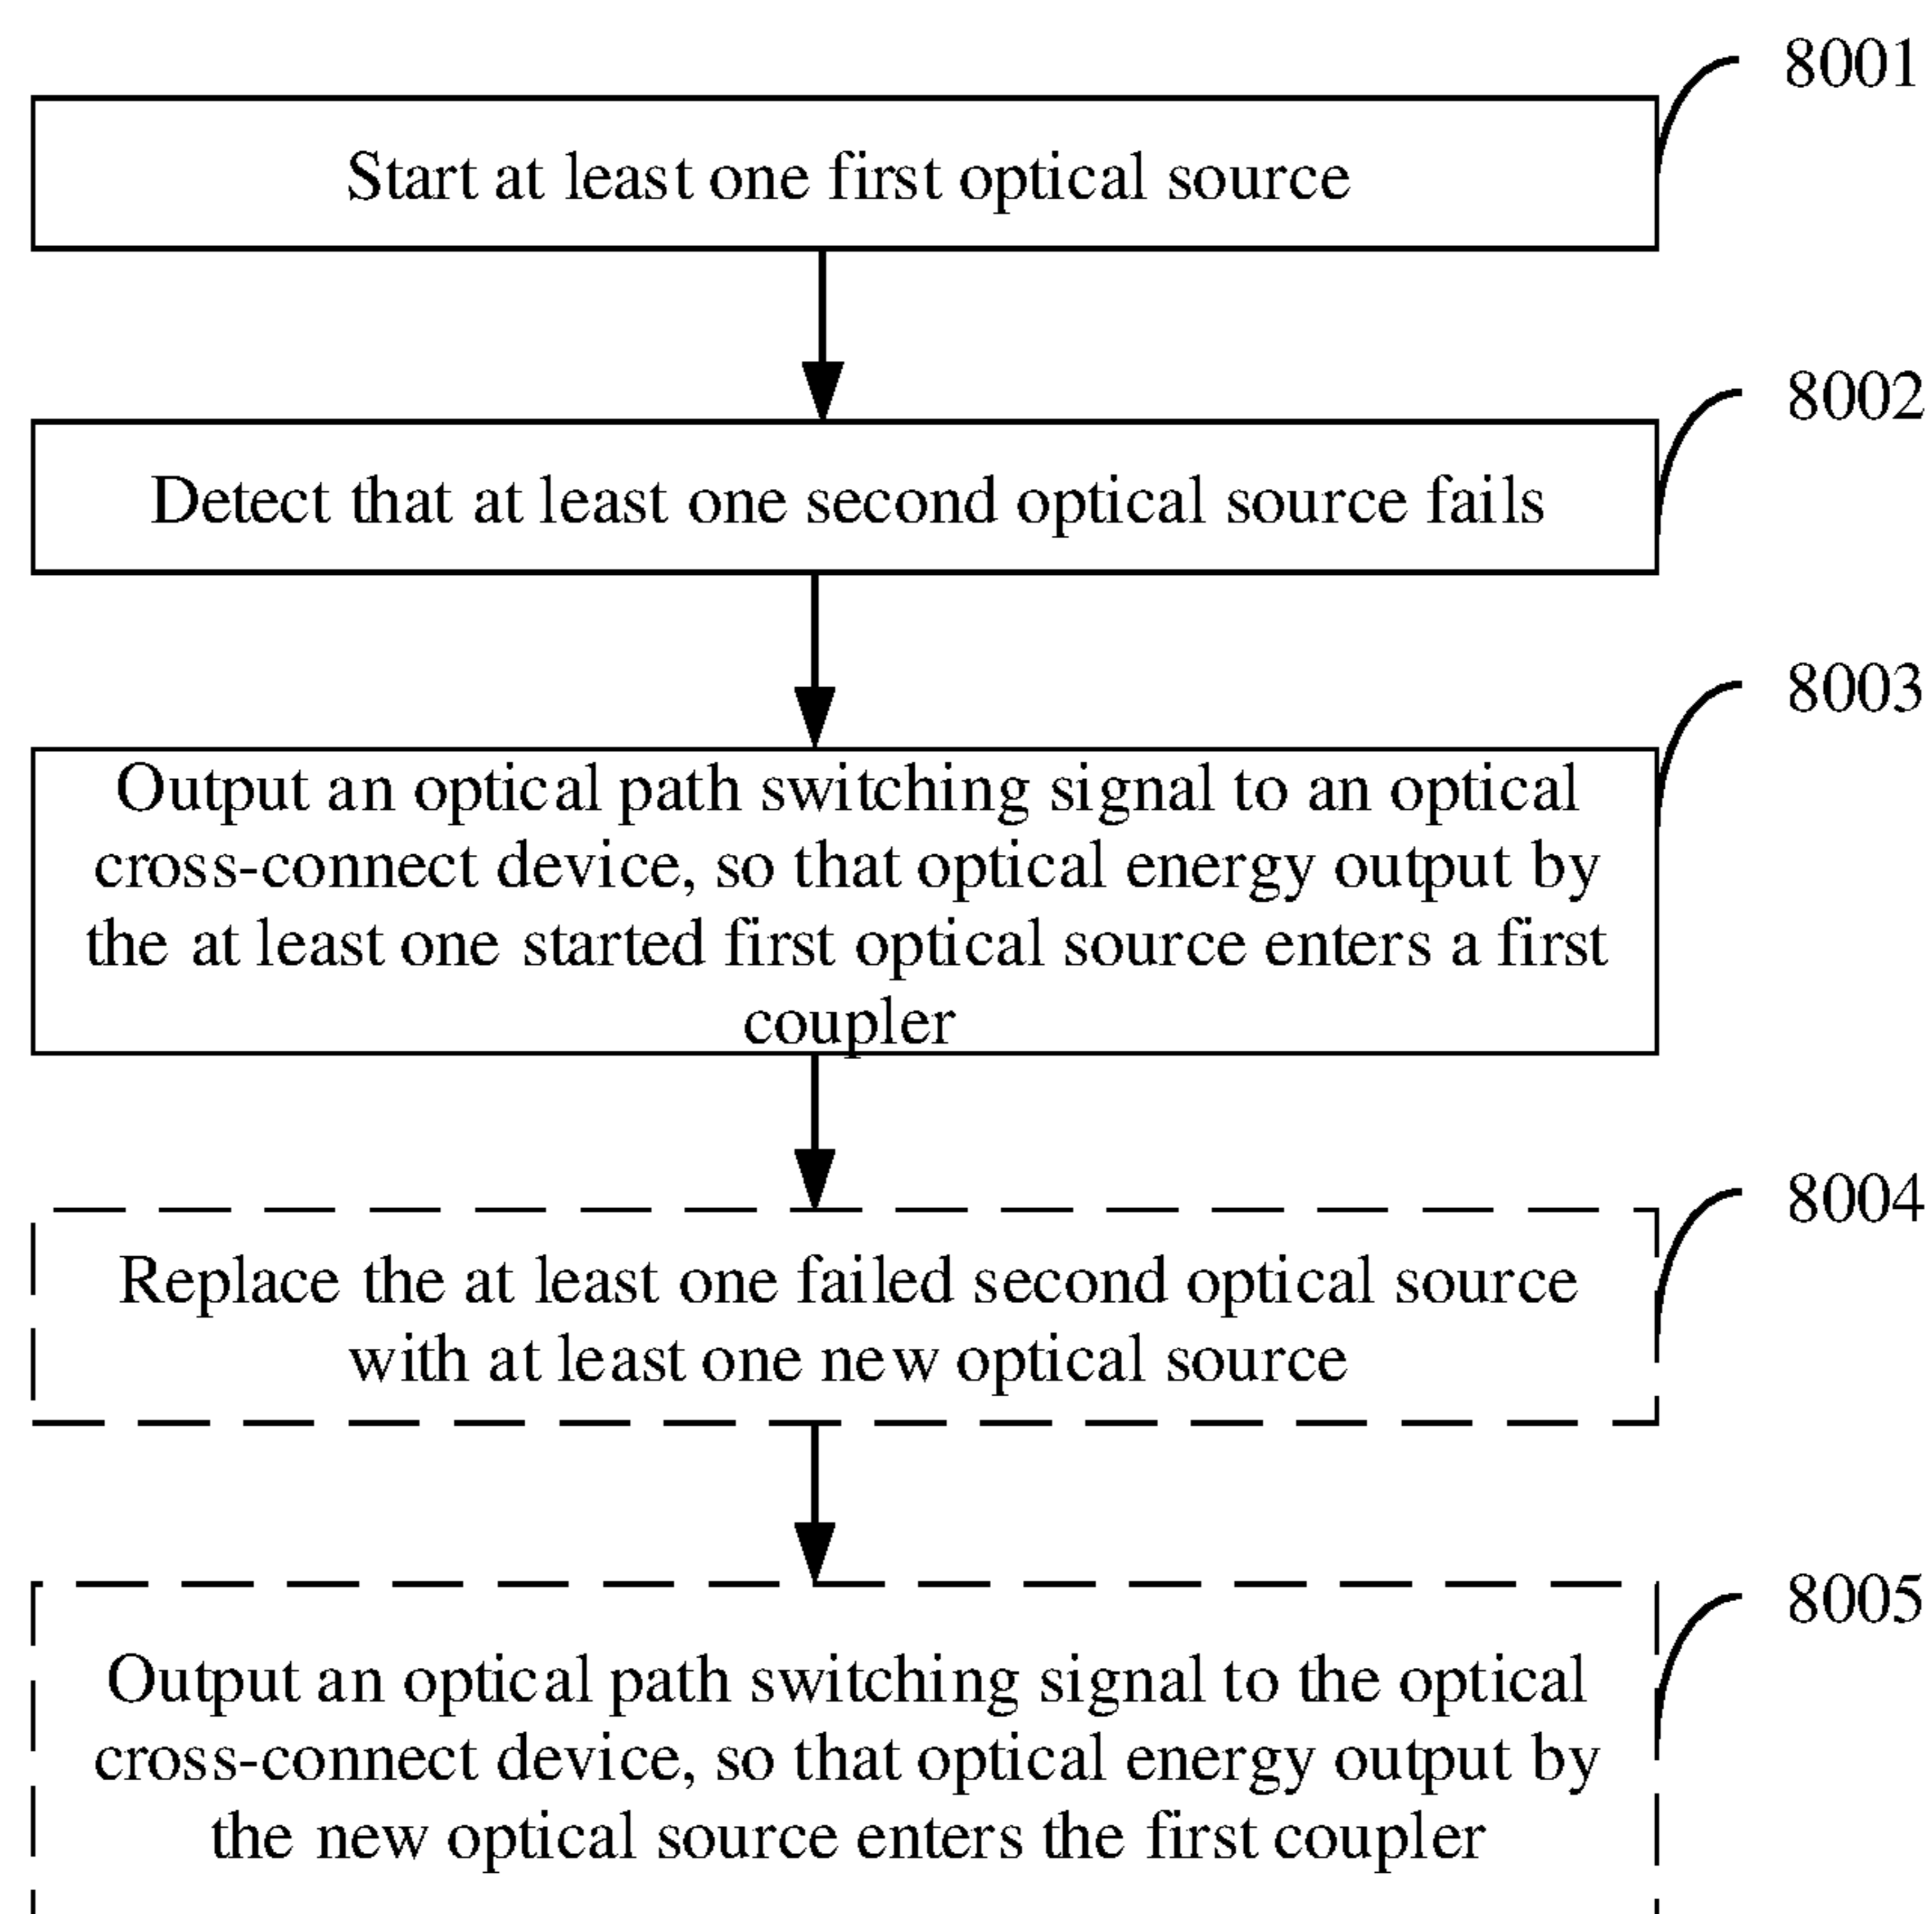 8001
Start at least one first optical source
8002
Detect that at least one second optical source fails
8003
Output an optical path switching signal to an optical
cross-connect device, so that optical energy output by
the at least one started first optical source enters a first
coupler
8004
Replace the at least one failed second optical source
with at least one new optical source
8005
Output an optical path switching signal to the optical
cross-connect device, so that optical energy output by
the new optical source enters the first coupler